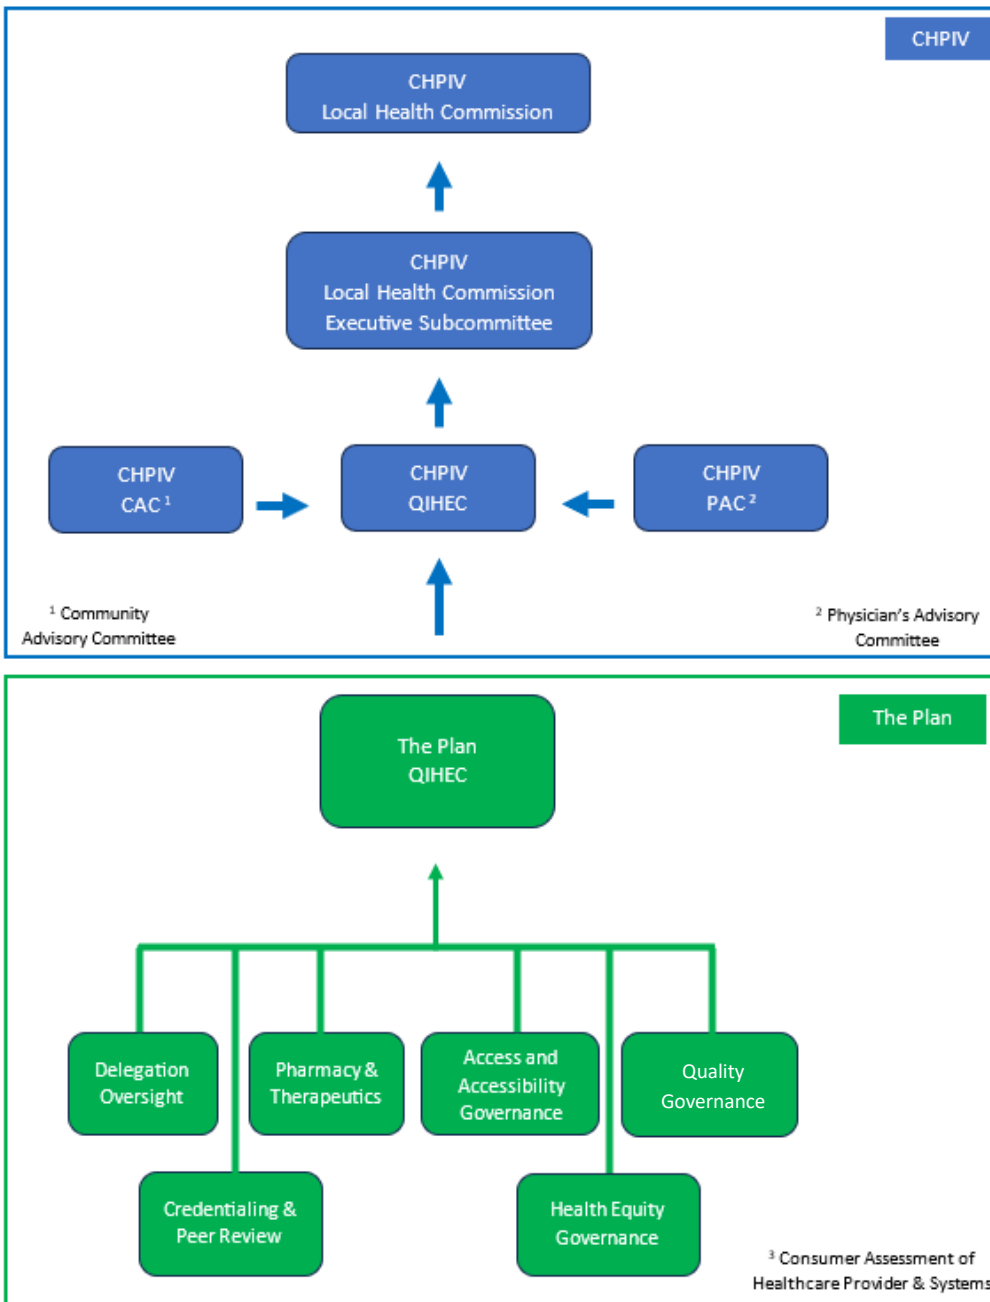 CHPIV
CHPIV
Local Health Commission
CHPIV
Local Health Commission
Executive Subcommittee
CHPIV
CAC ¹
CHPIV
QIHEC
CHPIV
PAC ²
¹ Community
Advisory Committee
² Physician's Advisory
Committee
The Plan
The Plan
QIHEC
Delegation
Oversight
Pharmacy &
Therapeutics
Access and
Accessibility
Governance
Quality
Governance
Credentialing &
Peer Review
Health Equity
Governance
³ Consumer Assessment of
Healthcare Provider & Systems